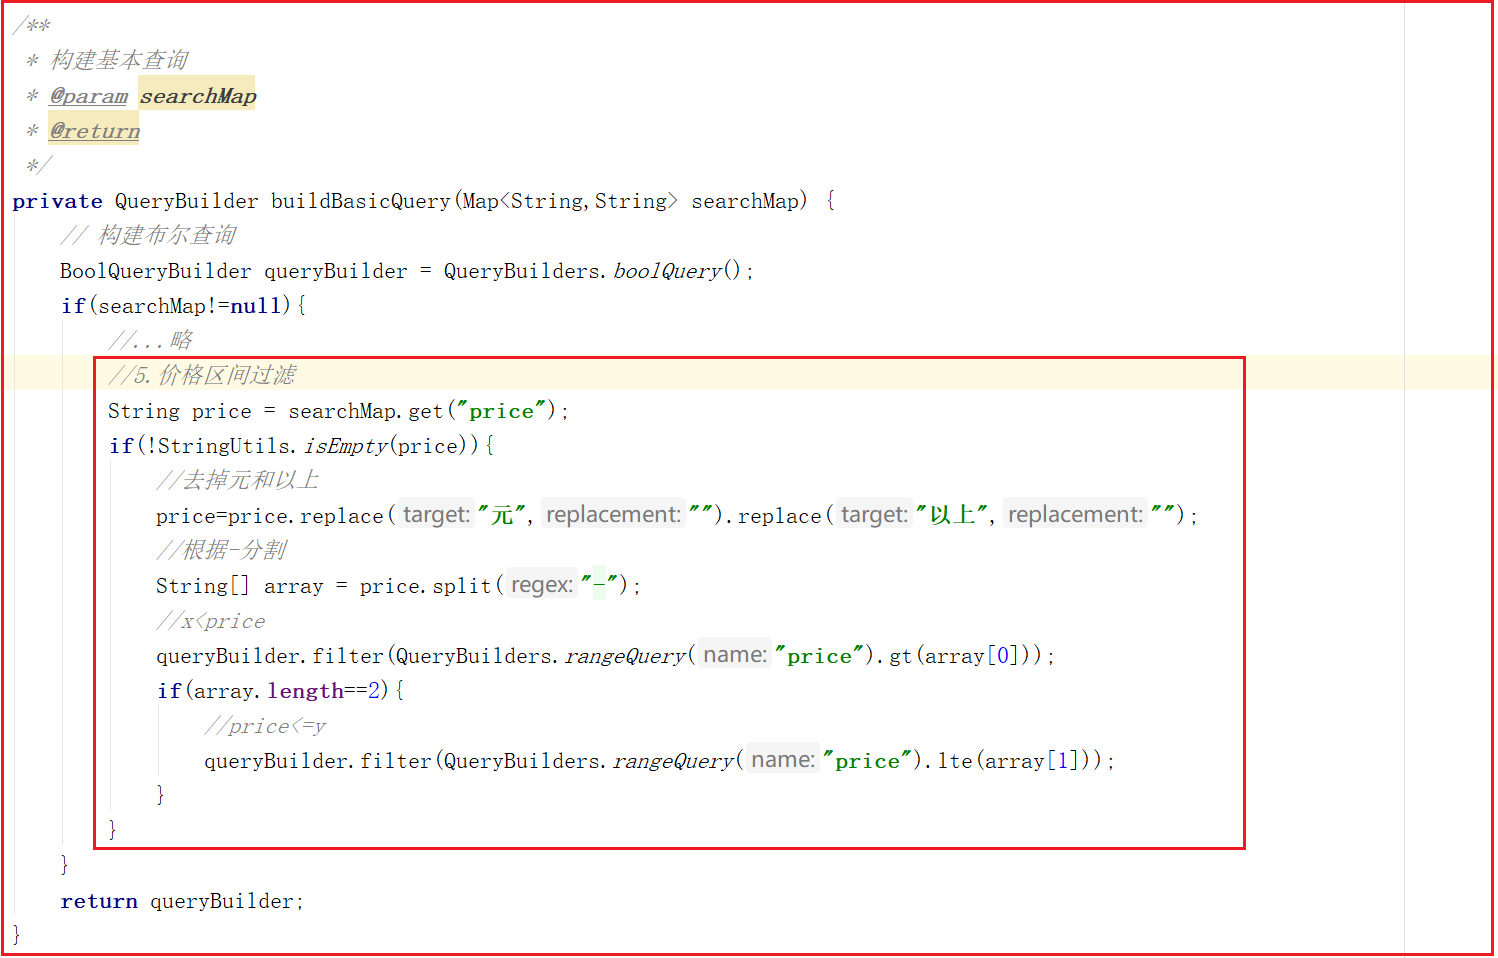 /**
 * 构建基本查询
 * @param searchMap
 * @return
 */
private QueryBuilder buildBasicQuery(Map<String,String> searchMap) {
    // 构建布尔查询
    BoolQueryBuilder queryBuilder = QueryBuilders.boolQuery();
    if(searchMap!=null){
        //...略
        //5.价格区间过滤
        String price = searchMap.get("price");
        if(!StringUtils.isEmpty(price)){
            //去掉元和以上
            price=price.replace( target: "元", replacement: "").replace( target: "以上", replacement: "");
            //根据-分割
            String[] array = price.split( regex: "-");
            //x<price
            queryBuilder.filter(QueryBuilders.rangeQuery( name: "price").gt(array[0]));
            if(array.length==2){
                //price<=y
                queryBuilder.filter(QueryBuilders.rangeQuery( name: "price").lte(array[1]));
            }
        }
    }
    return queryBuilder;
}